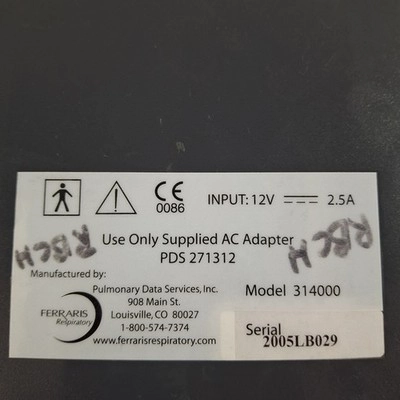 CE
0086
INPUT: 12V ⎓ 2.5A
Use Only Supplied AC Adapter
PDS 271312
RBCH
RBCH
Manufactured by:
FERRARIS
Respiratory
Pulmonary Data Services, Inc.
908 Main St.
Louisville, CO 80027
1-800-574-7374
www.ferrarisrespiratory.com
Model 314000
Serial
2005LB029